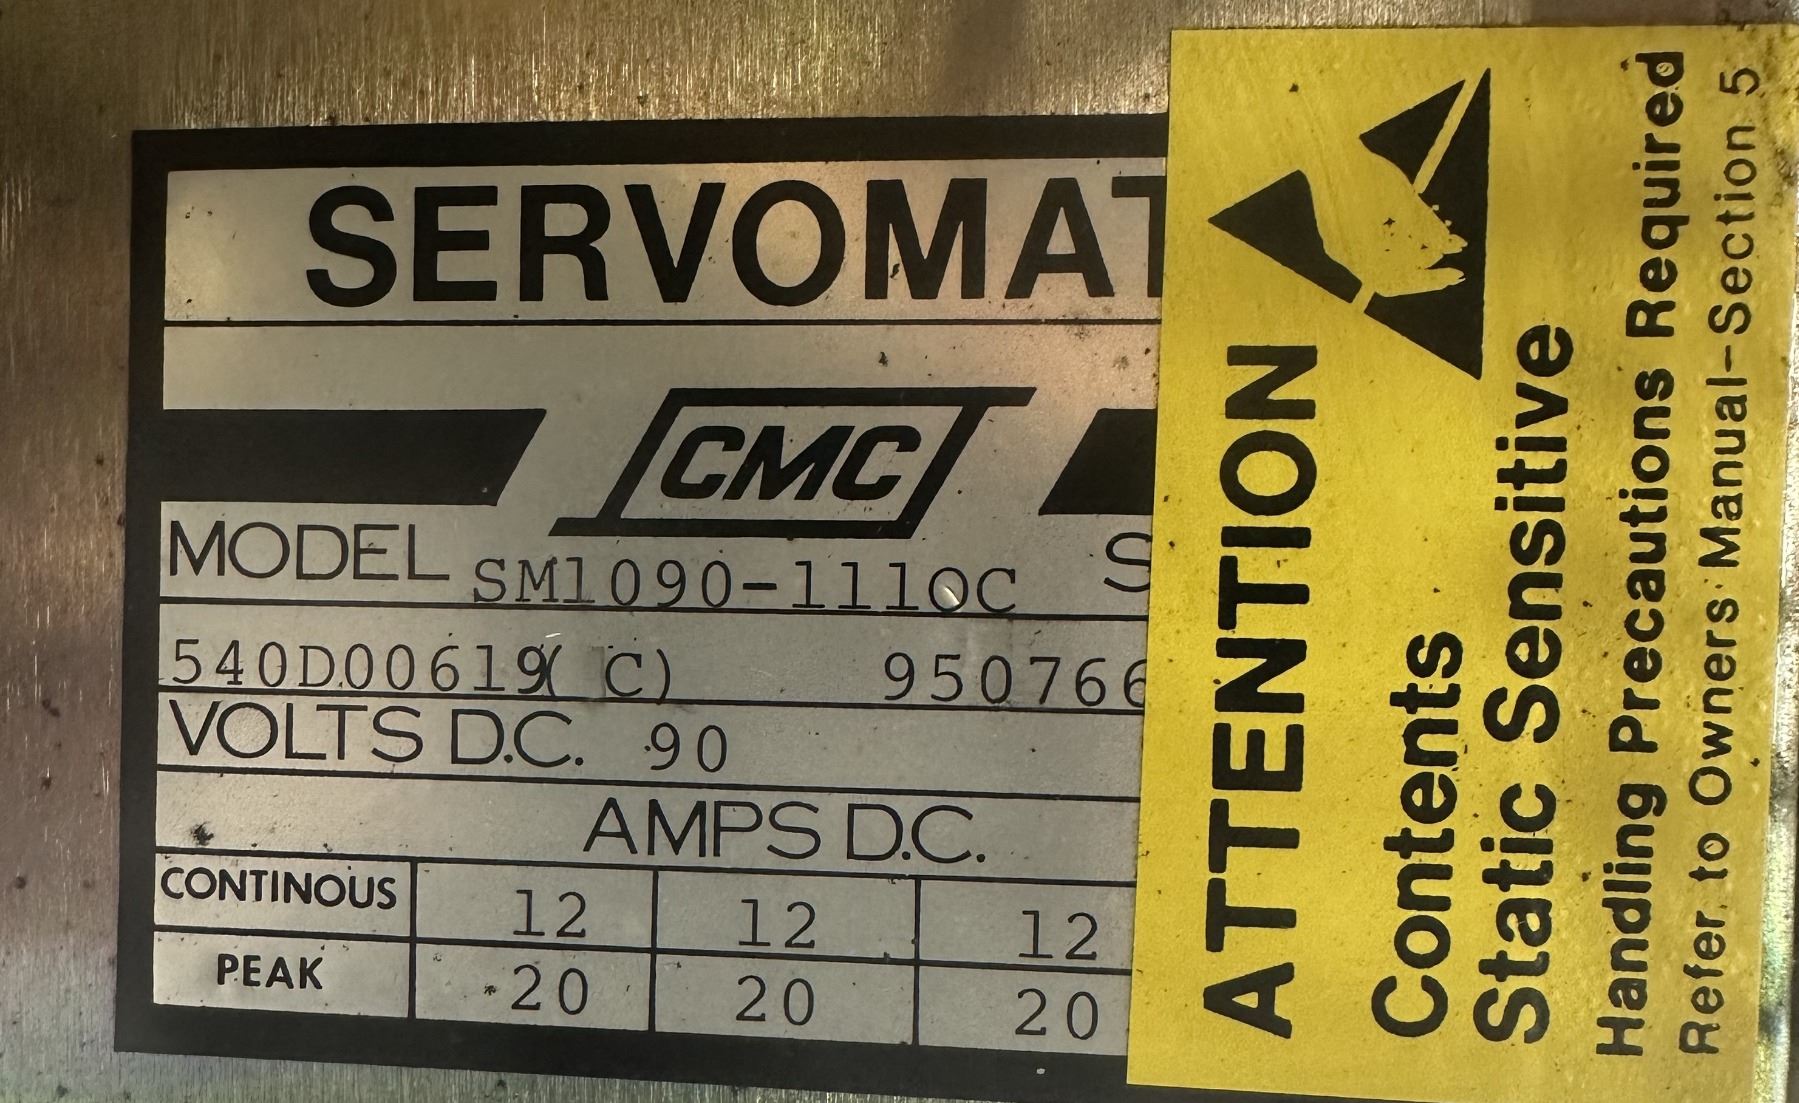 SERVOMAT
CMC
MODEL SM1090-1110C S
540D00619( C) 950766
VOLTS D.C. 90
AMPS D.C.
CONTINOUS 12 12 12
PEAK 20 20 20
ATTENTION
Contents
Static Sensitive
Handling Precautions Required
Refer to Owners Manual-Section 5